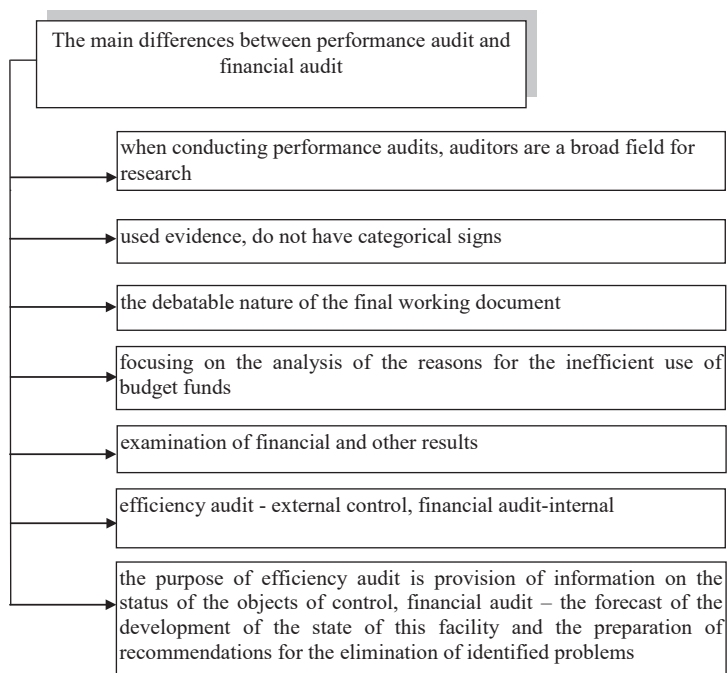 The main differences between performance audit and
financial audit
when conducting performance audits, auditors are a broad field for
research
used evidence, do not have categorical signs
the debatable nature of the final working document
focusing on the analysis of the reasons for the inefficient use of
budget funds
examination of financial and other results
efficiency audit - external control, financial audit-internal
the purpose of efficiency audit is provision of information on the
status of the objects of control, financial audit – the forecast of the
development of the state of this facility and the preparation of
recommendations for the elimination of identified problems